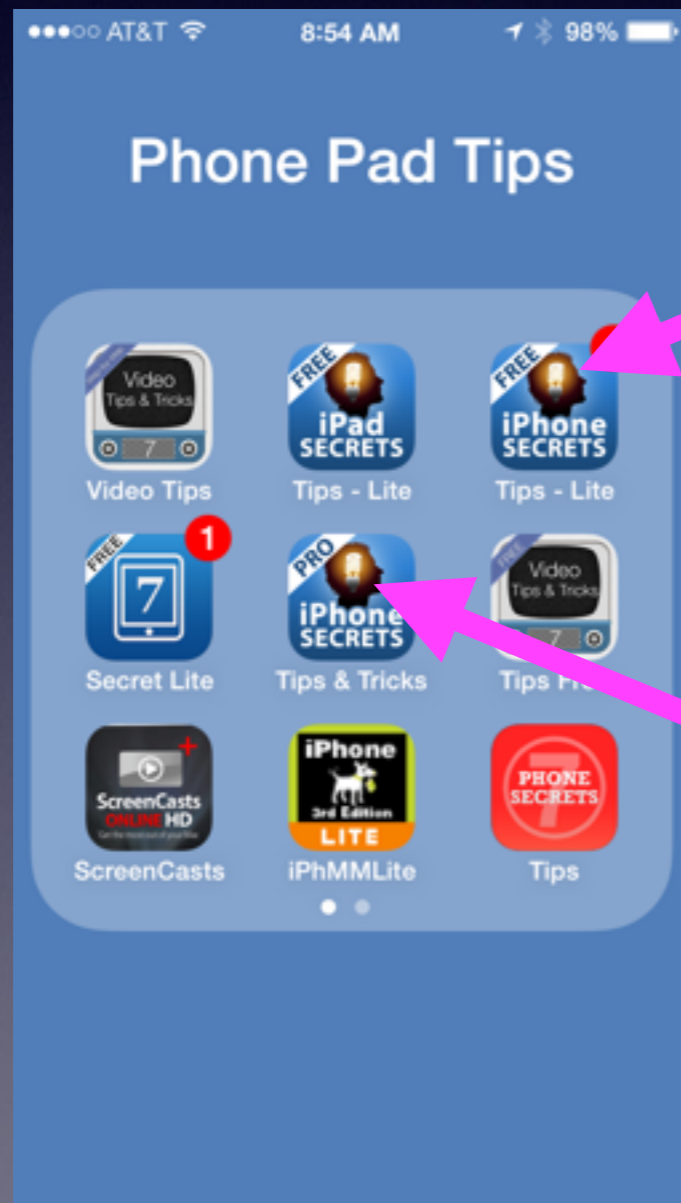 AT&T 8:54 AM 98%
Phone Pad Tips
Video
Tips & Tricks
7
Video Tips
FREE
iPad
SECRETS
Tips - Lite
FREE
iPhone
SECRETS
Tips - Lite
FREE
7
1
Secret Lite
PRO
iPhone
SECRETS
Tips & Tricks
FREE
Video
Tips & Tricks
7
Tips
ScreenCasts
ONLINE HD
ScreenCasts
iPhone
3rd Edition
LITE
iPhMMLite
7
PHONE
SECRETS
Tips